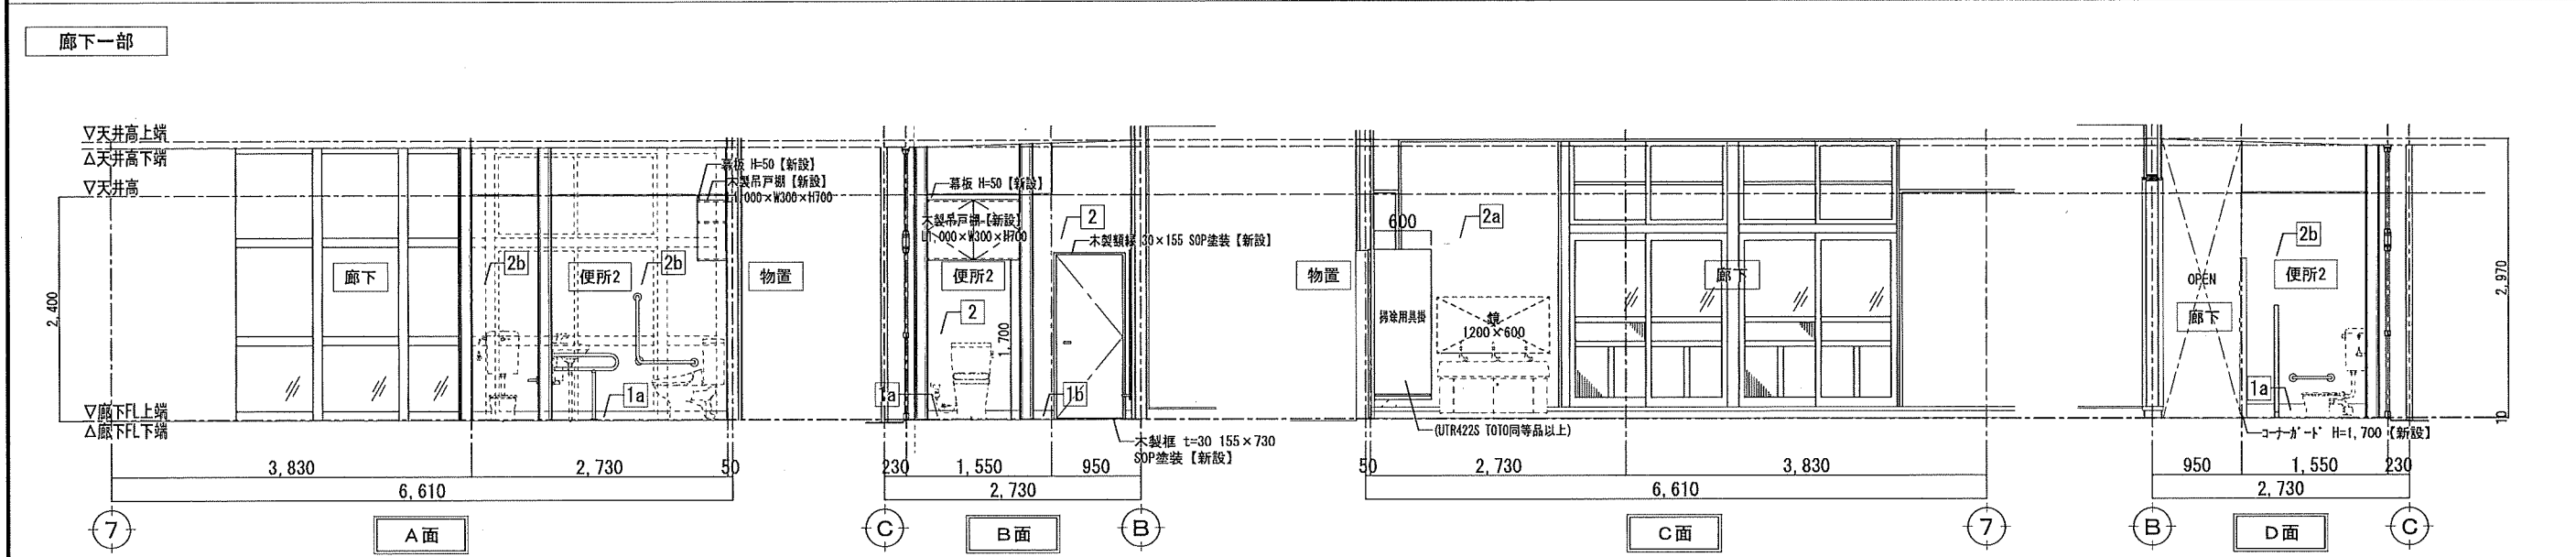 廊下一部
▽天井高上端
△天井高下端
▽天井高
2,400
▽廊下FL上端
△廊下FL下端
廊下
2b
便所2
2b
1a
幕板 H=50【新設】
木製吊戸棚【新設】
L1,000×W300×H700
物置
3,830
2,730
50
6,610
7
A面
幕板 H=50【新設】
木製吊戸棚【新設】
L1,000×W300×H700
2
木製額縁 30×155 SOP塗装【新設】
便所2
2
1,700
1a
1b
木製框 t=30 155×730
SOP塗装【新設】
230
1,550
950
2,730
C
B面
B
物置
600
2a
掃除用具掛
鏡
1200×600
廊下
(UTR422S TOTO同等品以上)
50
2,730
3,830
6,610
C面
7
OPEN
廊下
2b
便所2
1a
コーナーガード H=1,700【新設】
2,970
10
950
1,550
230
2,730
B
D面
C